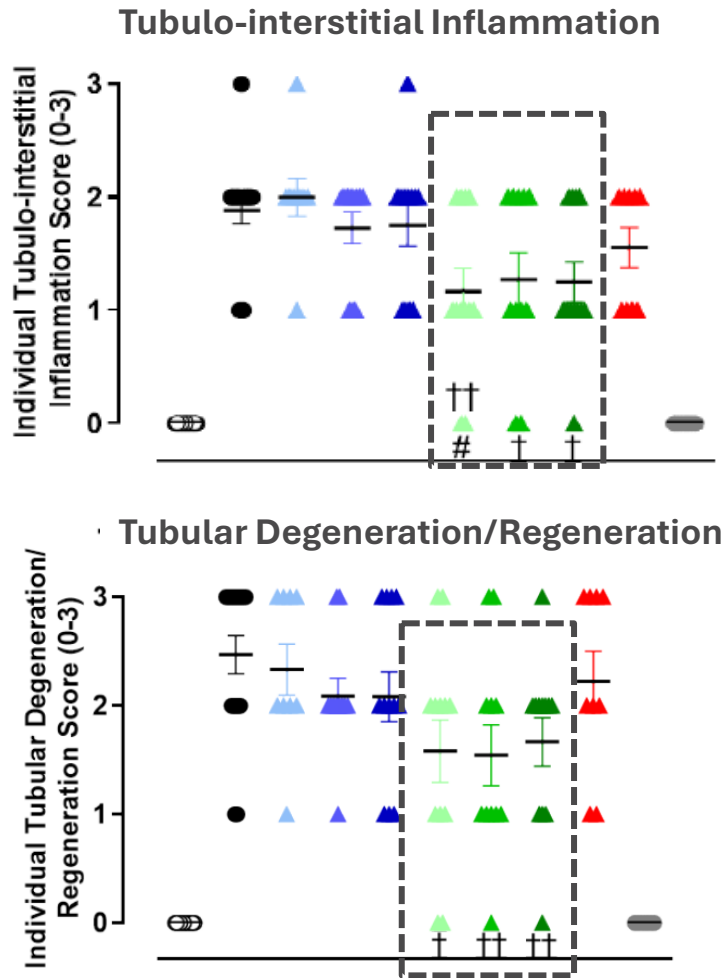 Tubulo-interstitial Inflammation
Individual Tubulo-interstitial
Inflammation Score (0-3)
3
2
1
0
††
# † †
Tubular Degeneration/Regeneration
Individual Tubular Degeneration/
Regeneration Score (0-3)
3
2
1
0
† †† ††